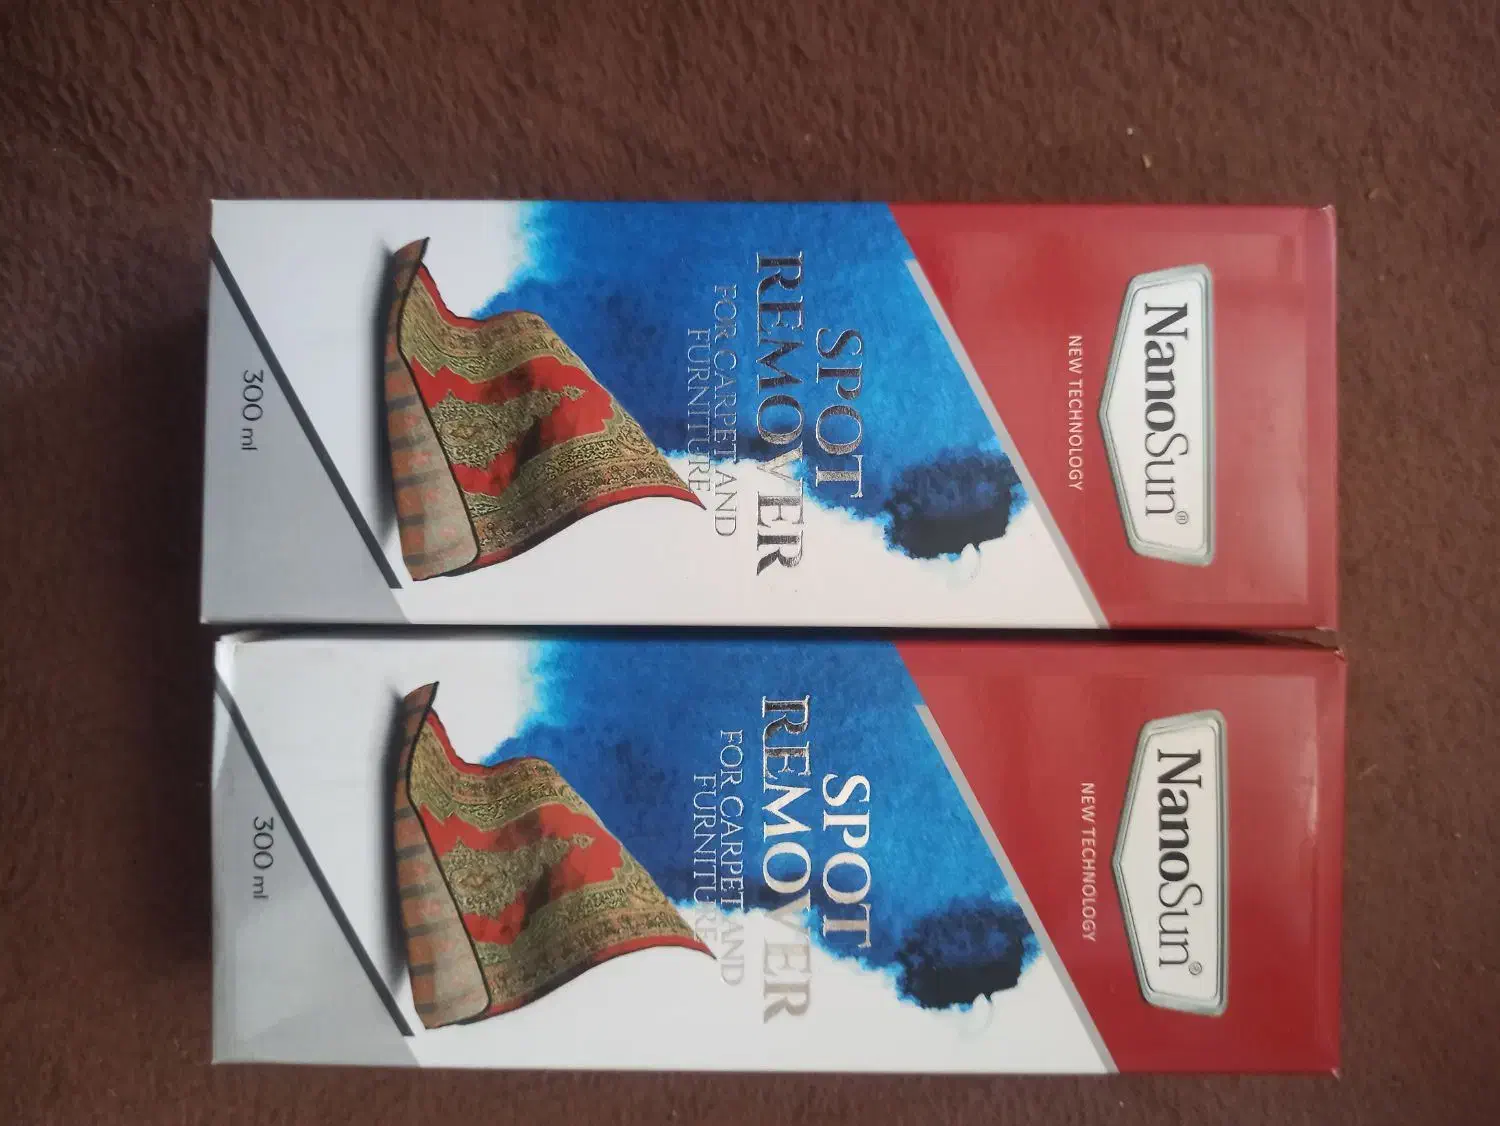 NanoSun®
NEW TECHNOLOGY
SPOT
REMOVER
FOR CARPET AND
FURNITURE
300 ml
NanoSun®
NEW TECHNOLOGY
SPOT
REMOVER
FOR CARPET AND
FURNITURE
300 ml